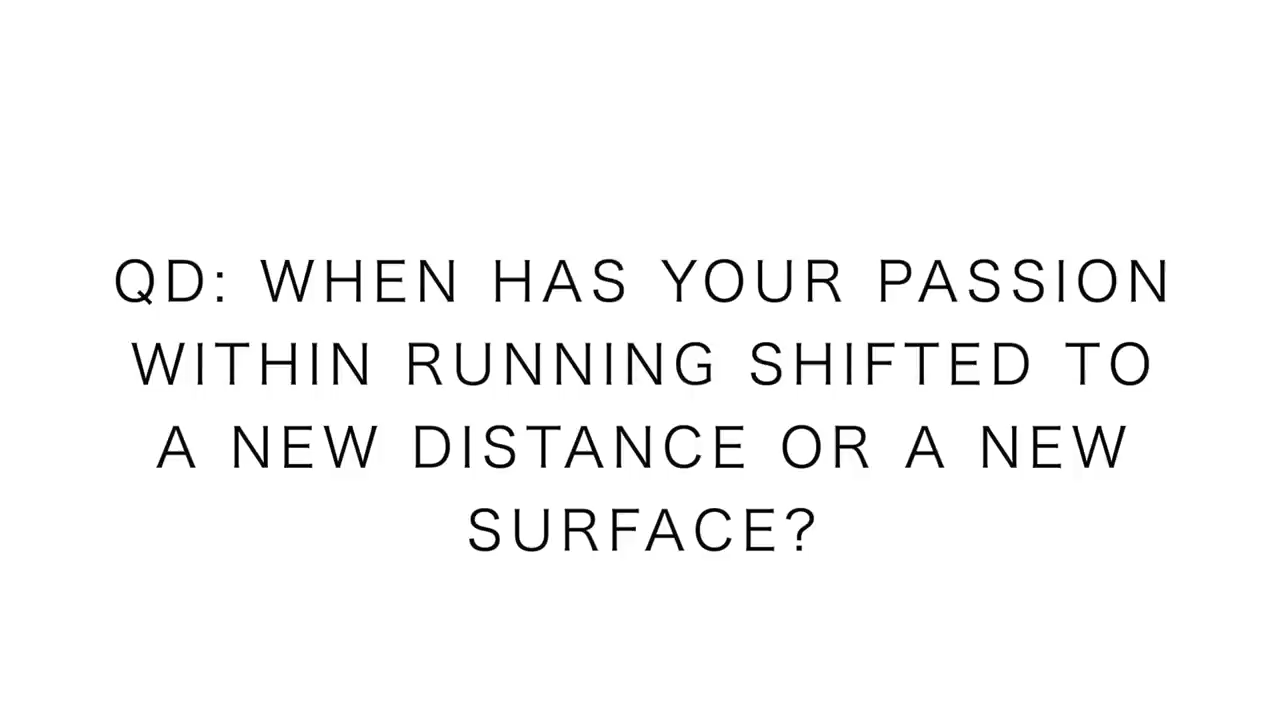 QD: WHEN HAS YOUR PASSION
WITHIN RUNNING SHIFTED TO
A NEW DISTANCE OR A NEW
SURFACE?